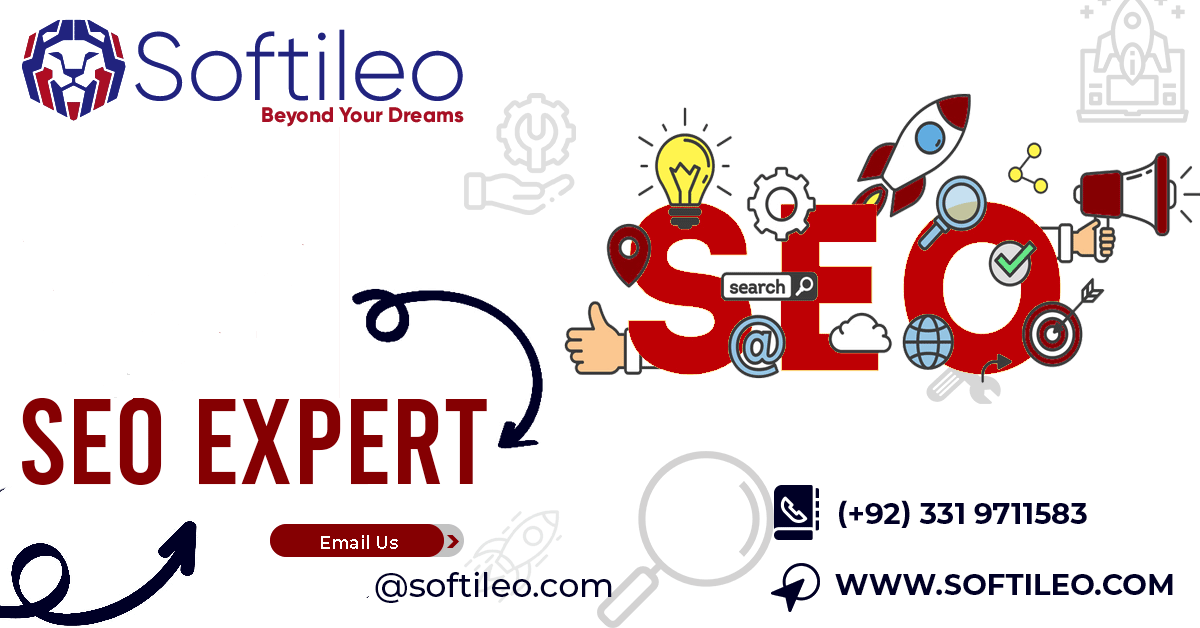 Softileo
Beyond Your Dreams
SEO
search
@
SEO EXPERT
Email Us
@softileo.com
(+92) 331 9711583
WWW.SOFTILEO.COM